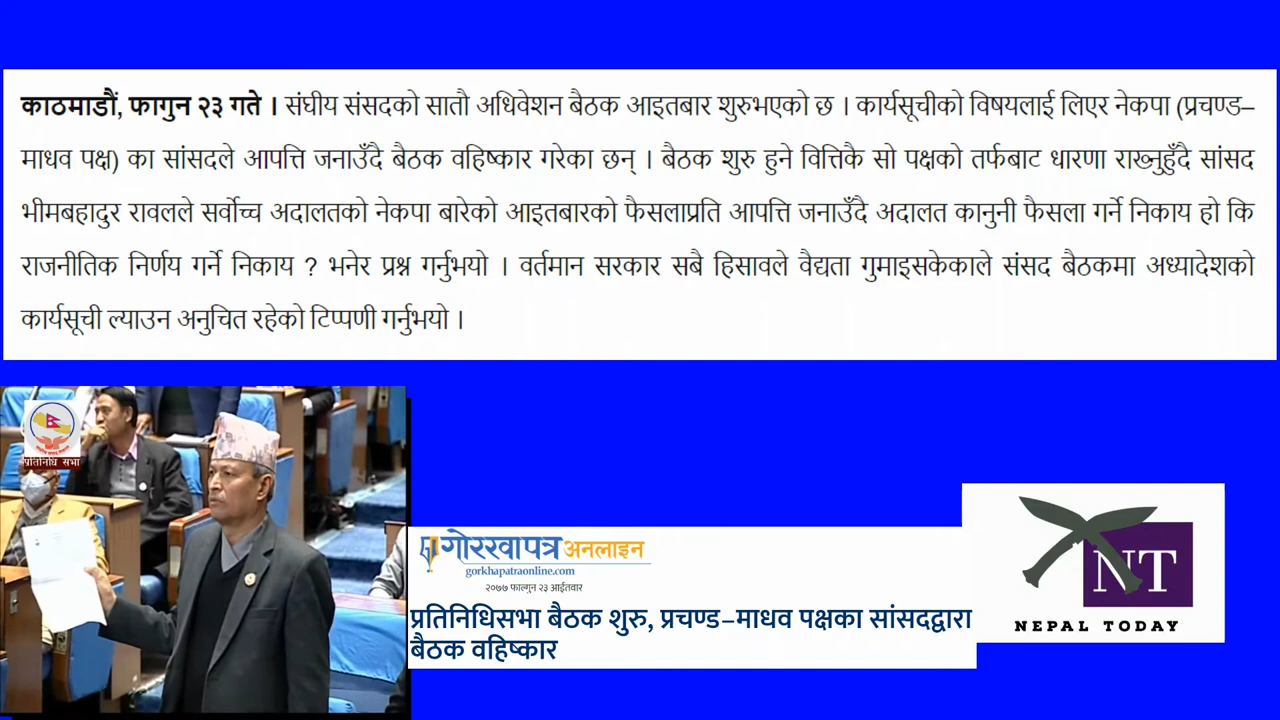 काठमाडौं, फागुन २३ गते । संघीय संसदको सातौ अधिवेशन बैठक आइतबार शुरुभएको छ । कार्यसूचीको विषयलाई लिएर नेकपा (प्रचण्ड–
माधव पक्ष) का सांसदले आपत्ति जनाउँदै बैठक वहिष्कार गरेका छन् । बैठक शुरु हुने वित्तिकै सो पक्षको तर्फबाट धारणा राख्नुहुँदै सांसद
भीमबहादुर रावलले सर्वोच्च अदालतको नेकपा बारेको आइतबारको फैसलाप्रति आपत्ति जनाउँदै अदालत कानुनी फैसला गर्ने निकाय हो कि
राजनीतिक निर्णय गर्ने निकाय ? भनेर प्रश्न गर्नुभयो । वर्तमान सरकार सबै हिसावले वैद्यता गुमाइसकेकाले संसद बैठकमा अध्यादेशको
कार्यसूची ल्याउन अनुचित रहेको टिप्पणी गर्नुभयो ।
प्रतिनिधि सभा
गोरखापत्र अनलाइन
gorkhapatraonline.com
२०७७ फाल्गुन २३ आईतवार
प्रतिनिधिसभा बैठक शुरु, प्रचण्ड–माधव पक्षका सांसदद्वारा
बैठक वहिष्कार
NT
NEPAL TODAY